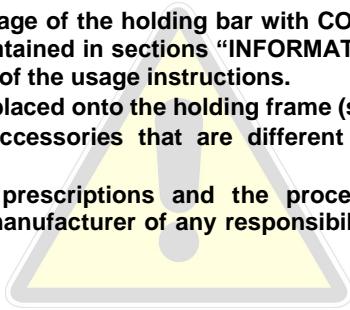 age of the holding bar with CO
ntained in sections “INFORMAT
of the usage instructions.
placed onto the holding frame (s
ccessories that are different
prescriptions and the proce
manufacturer of any responsibil